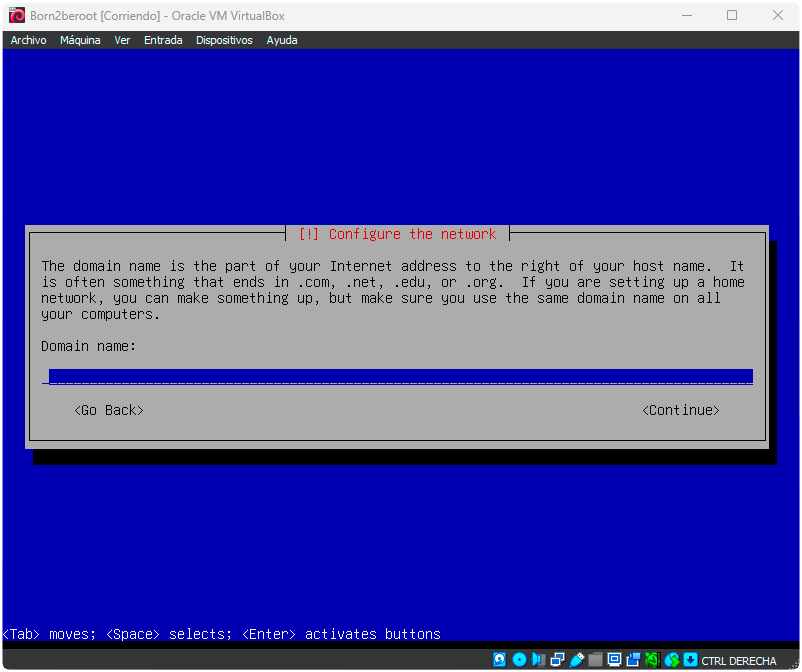 Born2beroot [Corriendo] - Oracle VM VirtualBox
Archivo Máquina Ver Entrada Dispositivos Ayuda
[!] Configure the network
The domain name is the part of your Internet address to the right of your host name.  It
is often something that ends in .com, .net, .edu, or .org.  If you are setting up a home
network, you can make something up, but make sure you use the same domain name on all
your computers.
Domain name:
<Go Back> <Continue>
<Tab> moves; <Space> selects; <Enter> activates buttons
CTRL DERECHA